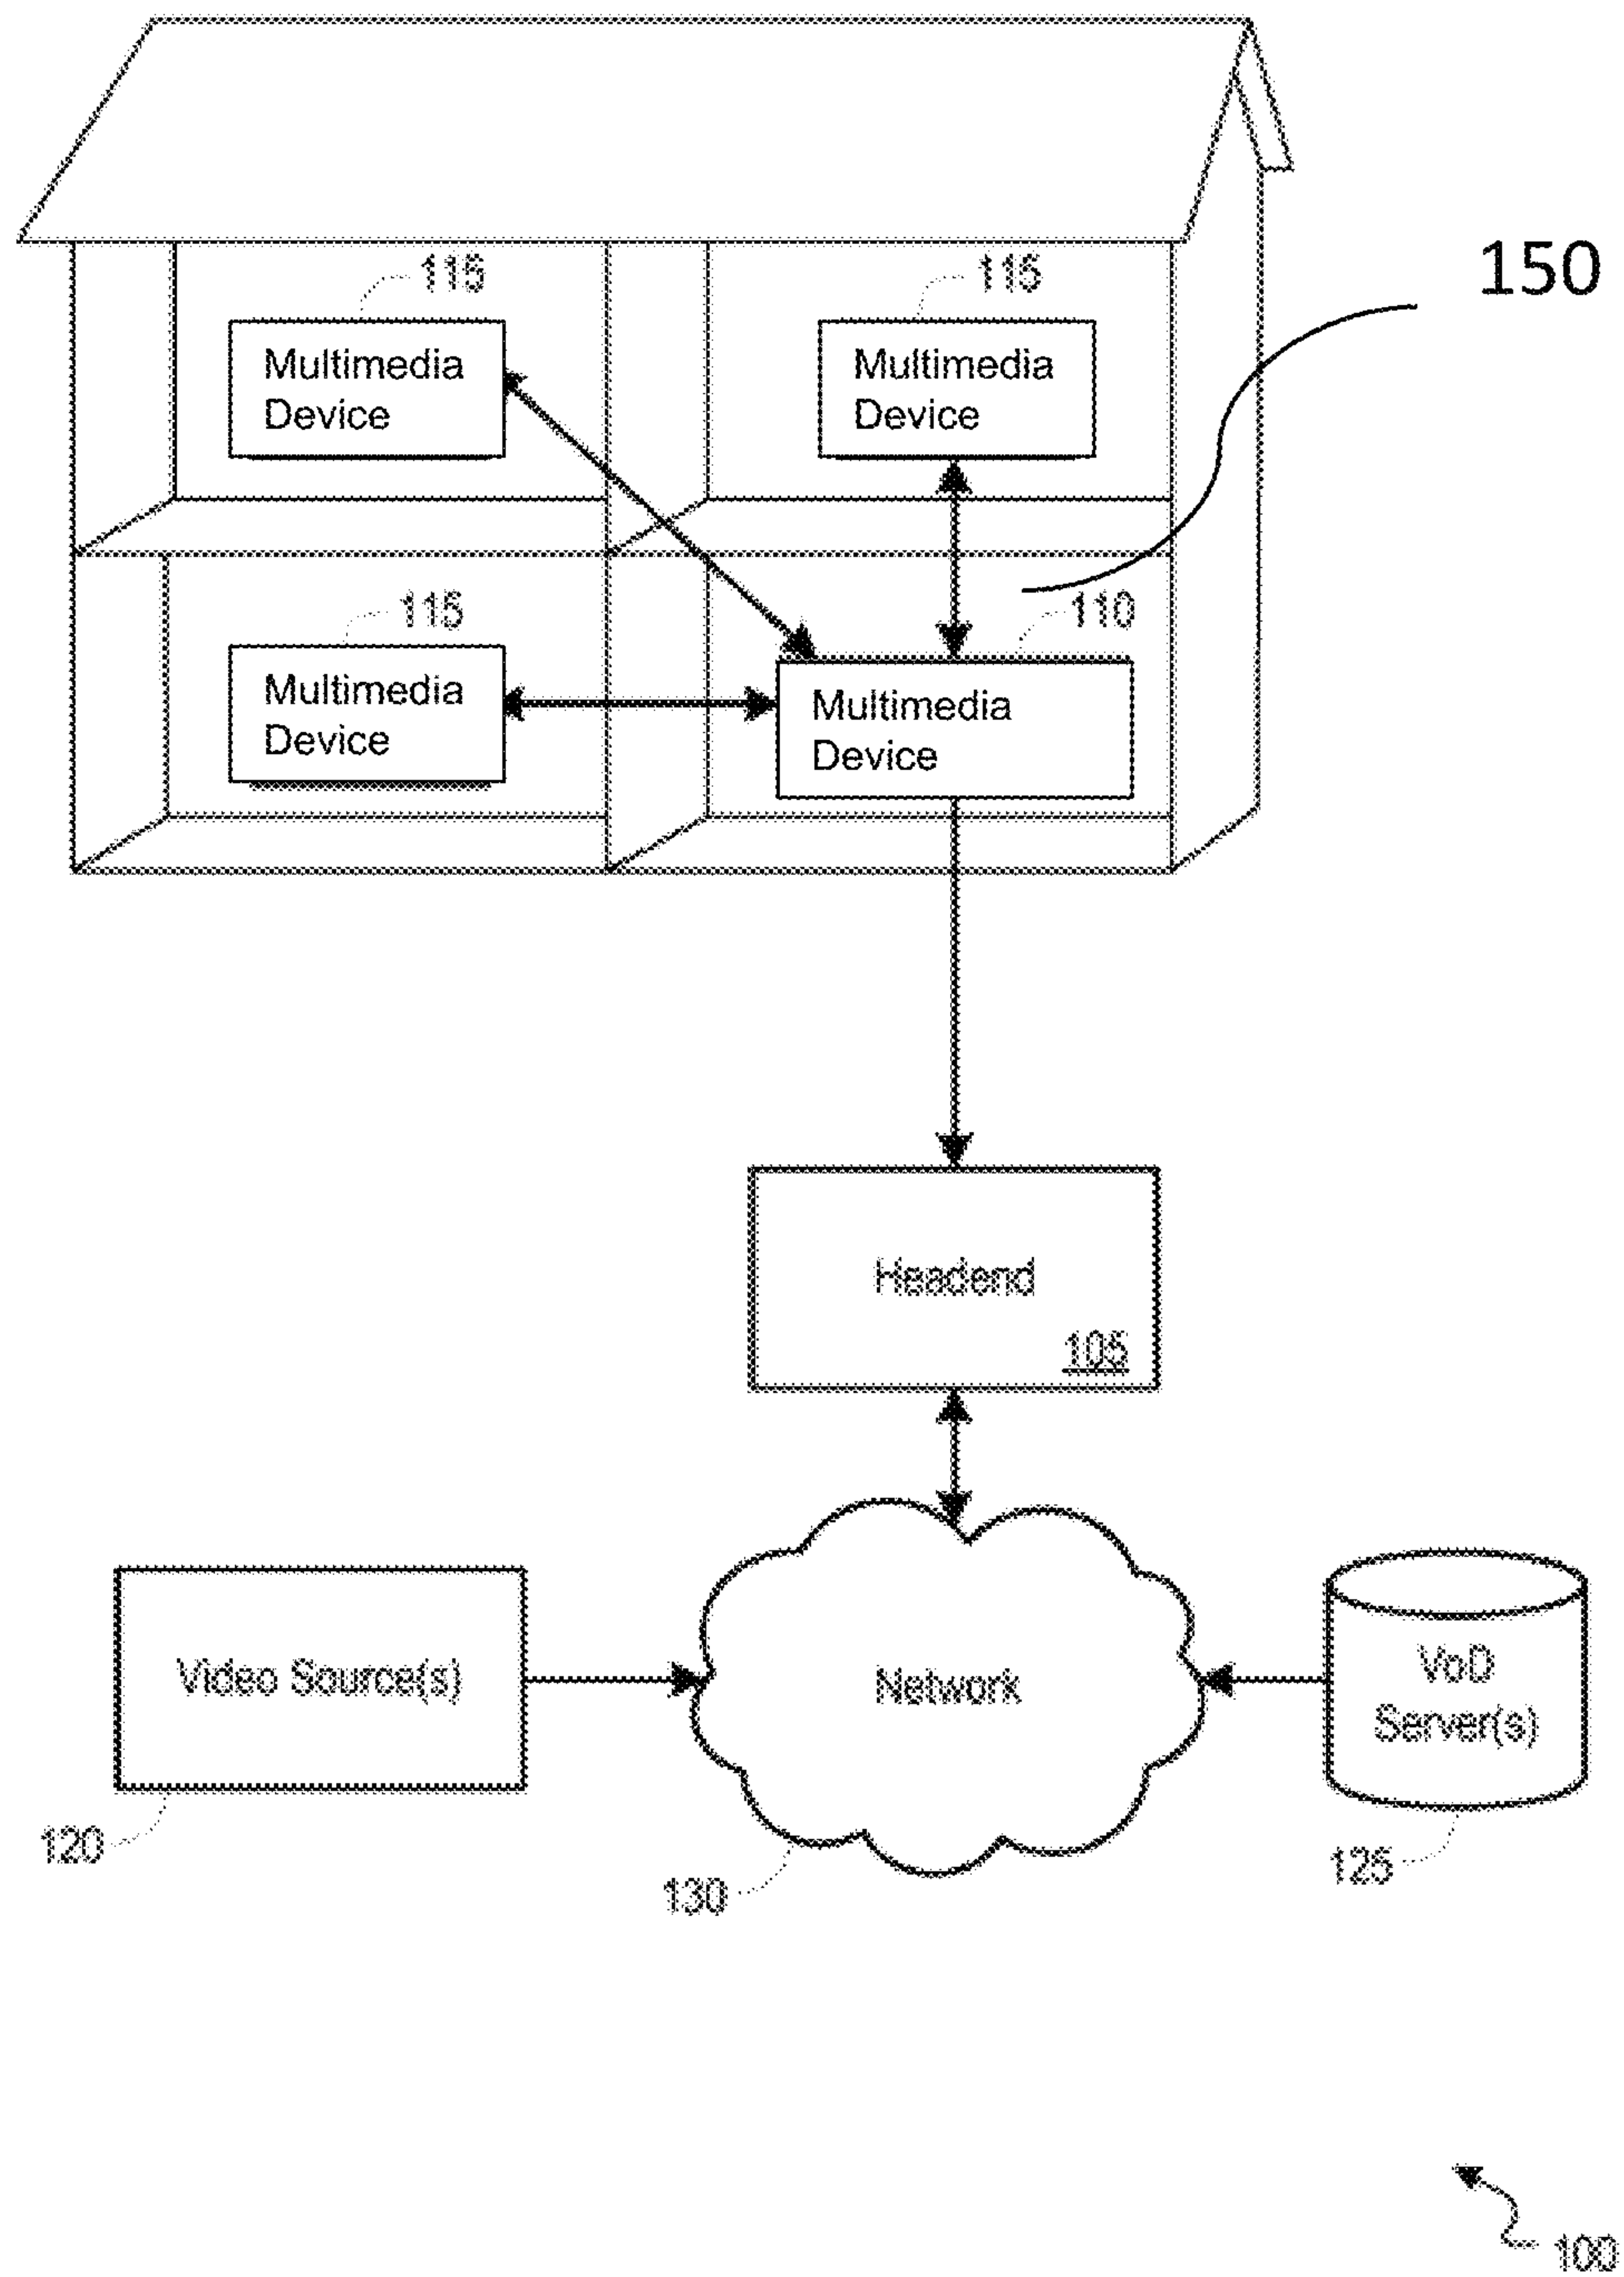 115
115
150
Multimedia
Device
Multimedia
Device
115
110
Multimedia
Device
Multimedia
Device
Headend
105
Video Source(s)
Network
VoD
Server(s)
120
130
125
100